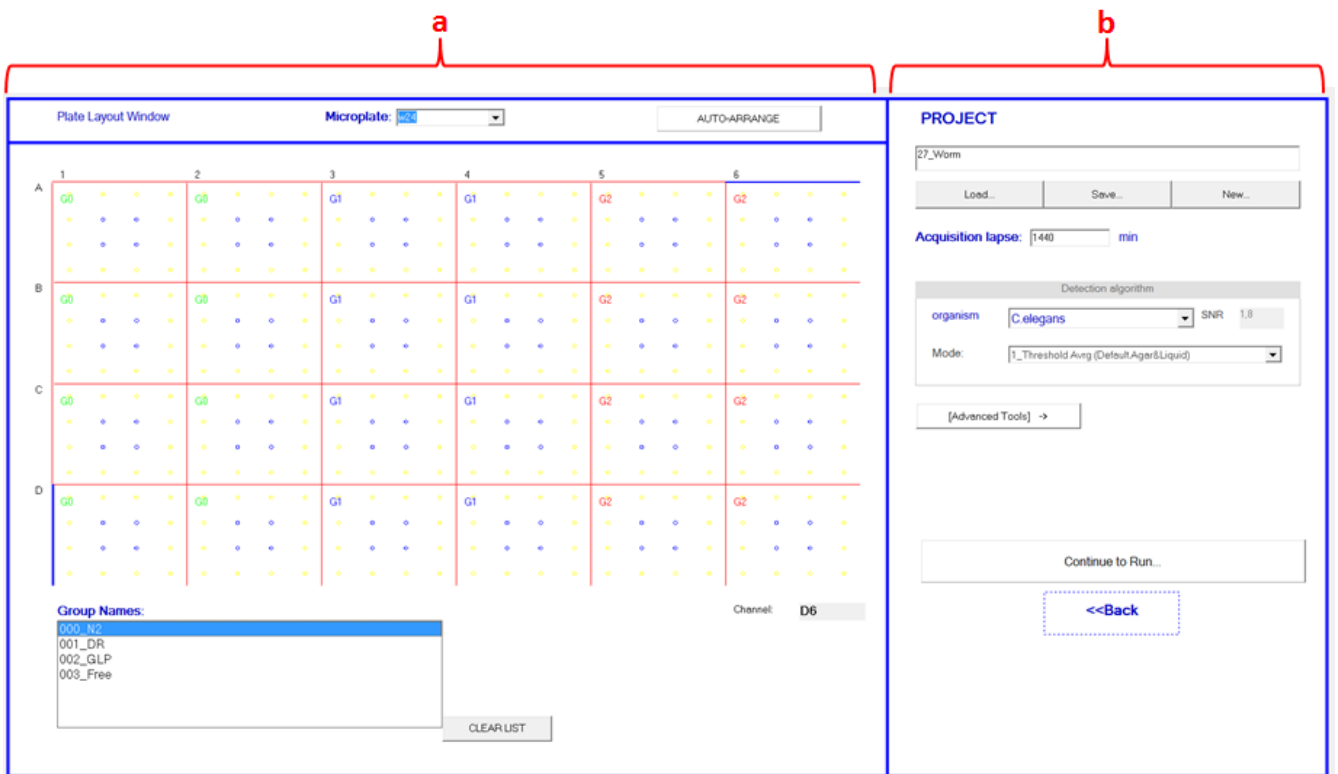 a
b
Plate Layout Window
Microplate: w24
AUTO-ARRANGE
1 2 3 4 5 6
A
G0 G0 G1 G1 G2 G2
B
G0 G0 G1 G1 G2 G2
C
G0 G0 G1 G1 G2 G2
D
G0 G0 G1 G1 G2 G2
Group Names:
Channel: D6
000_N2
001_DR
002_GLP
003_Free
CLEAR LIST
PROJECT
27_Worm
Load... Save... New...
Acquisition lapse: 1440 min
Detection algorithm
organism C.elegans SNR 1,8
Mode: 1_Threshold Avrg (Default.Agar&Liquid)
[Advanced Tools] ->
Continue to Run...
<<Back